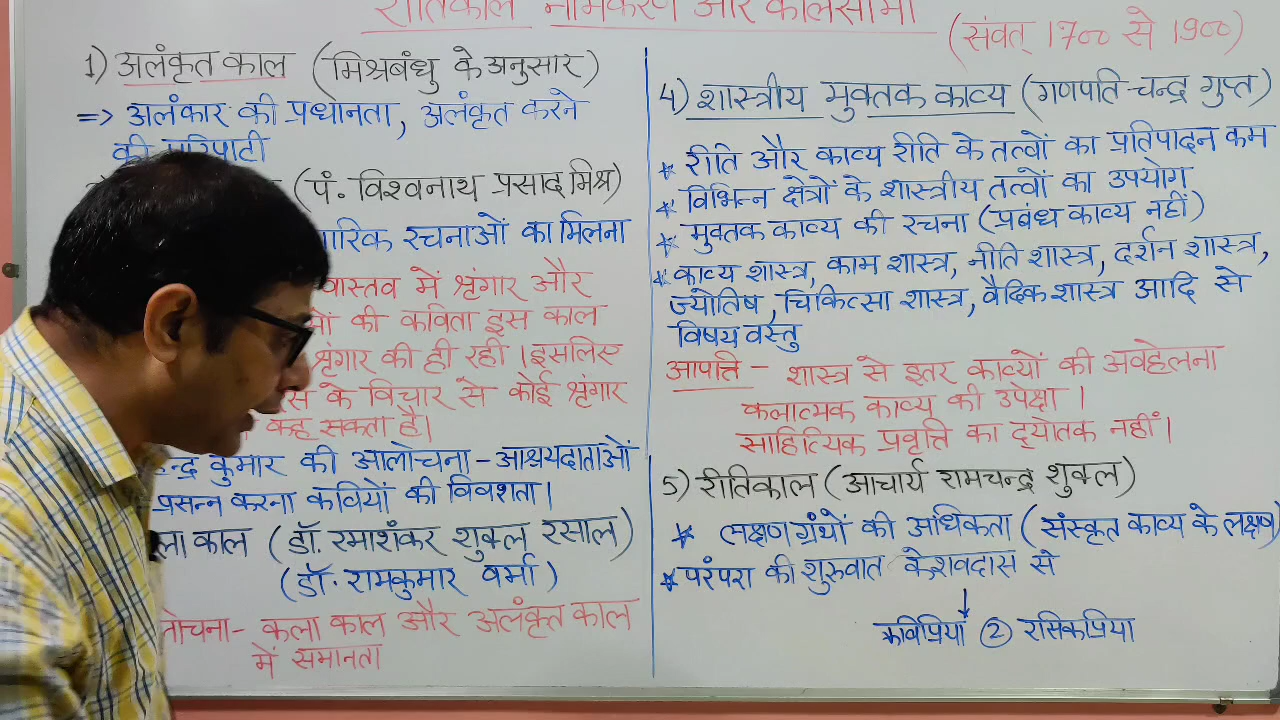 रीतिकाल नामकरण और कालसीमा
(संवत् 1700 से 1900)
1) अलंकृत काल (मिश्रबंधु के अनुसार)
=> अलंकार की प्रधानता, अलंकृत करने
की परिपाटी
(पं. विश्वनाथ प्रसाद मिश्र)
रचनाओं का मिलना
वास्तव में श्रृंगार और
की कविता इस काल
श्रृंगार की ही रही। इसलिए
के विचार से कोई श्रृंगार
कह सकता है।
कुमार की आलोचना - आश्रयदाताओं
प्रसन्न करना कवियों की विवशता।
काल (डॉ. रमाशंकर शुक्ल रसाल)
(डॉ. रामकुमार वर्मा)
कला काल और अलंकृत काल
में समानता
4) शास्त्रीय मुक्तक काव्य (गणपति चन्द्र गुप्त)
* रीति और काव्य रीति के तत्वों का प्रतिपादन कम
* विभिन्न क्षेत्रों के शास्त्रीय तत्वों का उपयोग
* मुक्तक काव्य की रचना (प्रबंध काव्य नहीं)
* काव्य शास्त्र, काम शास्त्र, नीति शास्त्र, दर्शन शास्त्र,
ज्योतिष, चिकित्सा शास्त्र, वैदिक शास्त्र आदि से
विषय वस्तु
आपत्ति - शास्त्र से इतर काव्यों की अवहेलना
कलात्मक काव्य की उपेक्षा।
साहित्यिक प्रवृत्ति का द्योतक नहीं।
5) रीतिकाल (आचार्य रामचन्द्र शुक्ल)
* लक्षण ग्रंथों की अधिकता (संस्कृत काव्य के लक्षण
* परंपरा की शुरुवात केशवदास से
कविप्रिया ② रसिकप्रिया